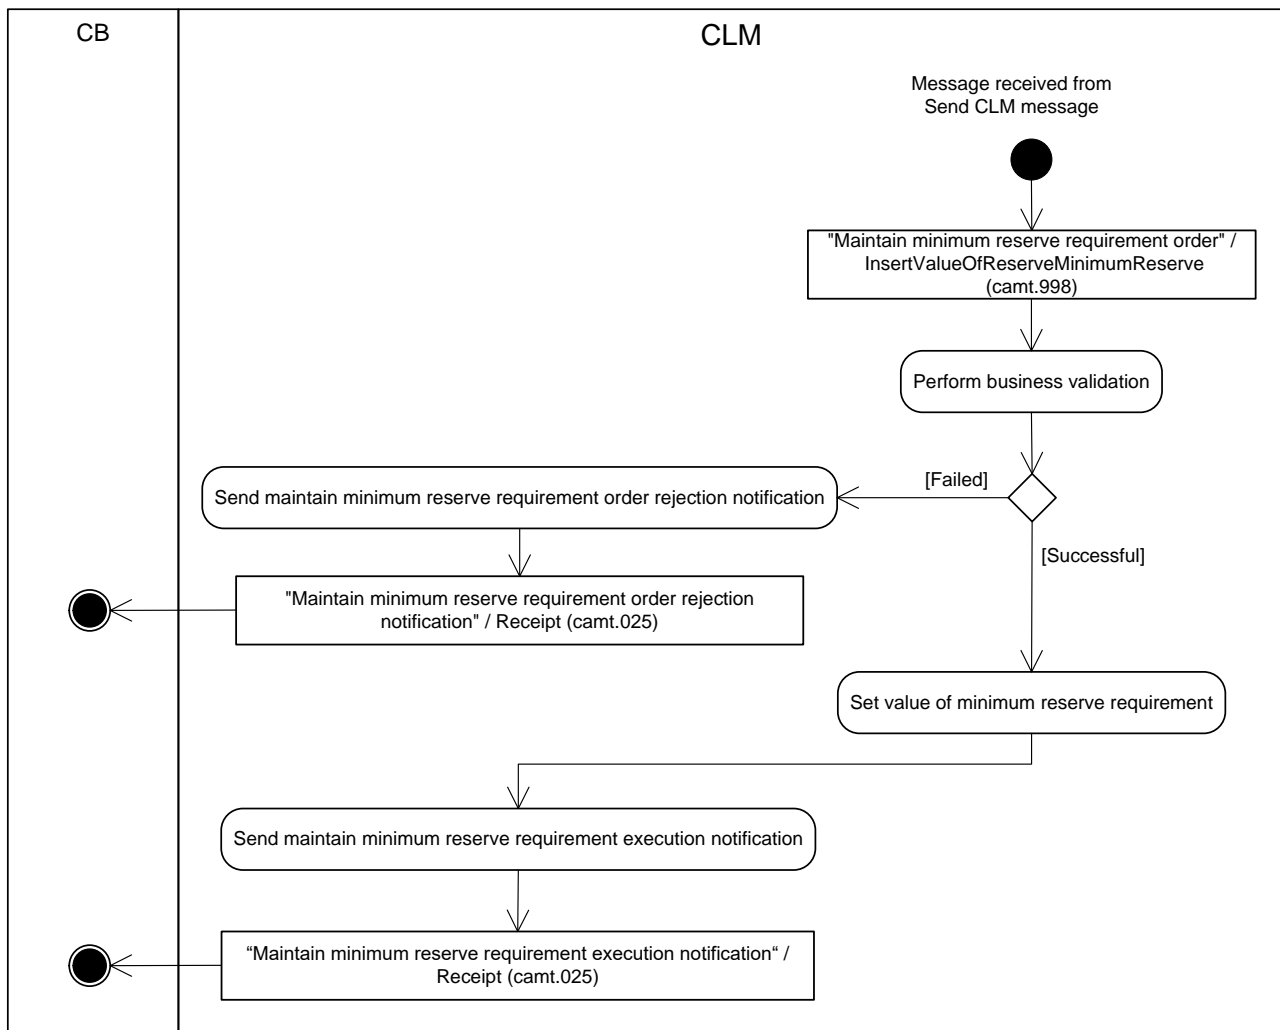 CB
CLM
Message received from
Send CLM message
"Maintain minimum reserve requirement order" /
InsertValueOfReserveMinimumReserve
(camt.998)
Perform business validation
[Failed]
Send maintain minimum reserve requirement order rejection notification
[Successful]
"Maintain minimum reserve requirement order rejection
notification" / Receipt (camt.025)
Set value of minimum reserve requirement
Send maintain minimum reserve requirement execution notification
“Maintain minimum reserve requirement execution notification“ /
Receipt (camt.025)